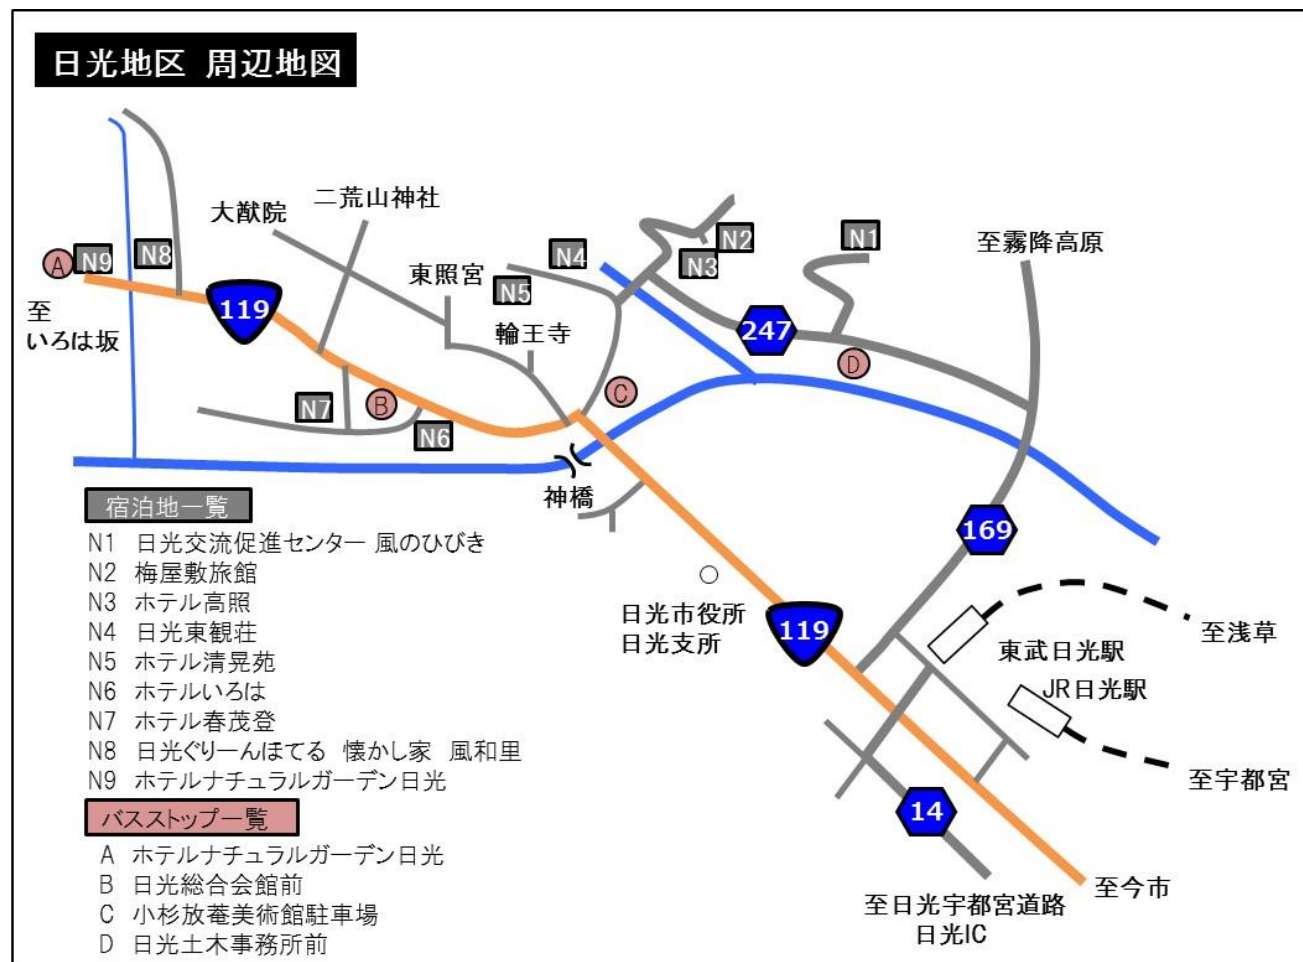 日光地区 周辺地図
二荒山神社
大猷院
N2
N1
至霧降高原
N9
N8
N4
N3
A
東照宮
N5
119
至
いろは坂
輪王寺
247
D
N7
B
C
N6
神橋
宿泊地一覧
N1 日光交流促進センター 風のひびき
N2 梅屋敷旅館
N3 ホテル高照
N4 日光東観荘
N5 ホテル清晃苑
N6 ホテルいろは
N7 ホテル春茂登
N8 日光ぐりーんほてる 懐かし家 風和里
N9 ホテルナチュラルガーデン日光
バスストップ一覧
A ホテルナチュラルガーデン日光
B 日光総合会館前
C 小杉放菴美術館駐車場
D 日光土木事務所前
169
日光市役所
日光支所
119
東武日光駅
至浅草
JR日光駅
至宇都宮
14
至今市
至日光宇都宮道路
日光IC